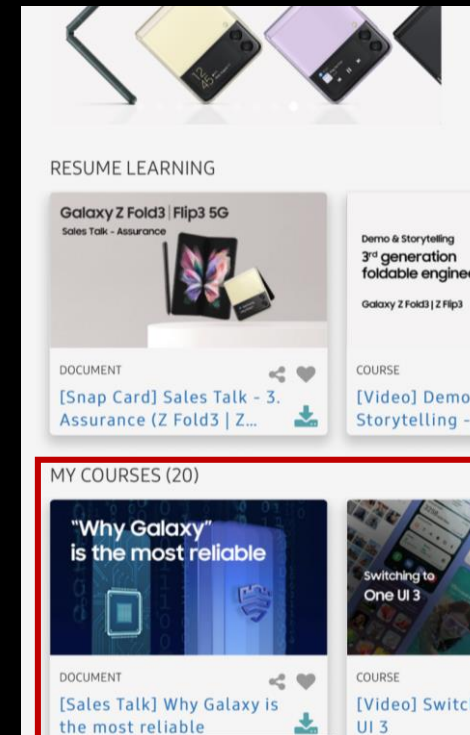 RESUME LEARNING
Galaxy Z Fold3 | Flip3 5G
Sales Talk - Assurance
DOCUMENT
[Snap Card] Sales Talk - 3.
Assurance (Z Fold3 | Z...
Demo & Storytelling
3rd generation
foldable enginee
Galaxy Z Fold3 | Z Flip3
COURSE
[Video] Demo
Storytelling -
MY COURSES (20)
"Why Galaxy"
is the most reliable
DOCUMENT
[Sales Talk] Why Galaxy is
the most reliable
Switching to
One UI 3
COURSE
[Video] Switch
UI 3